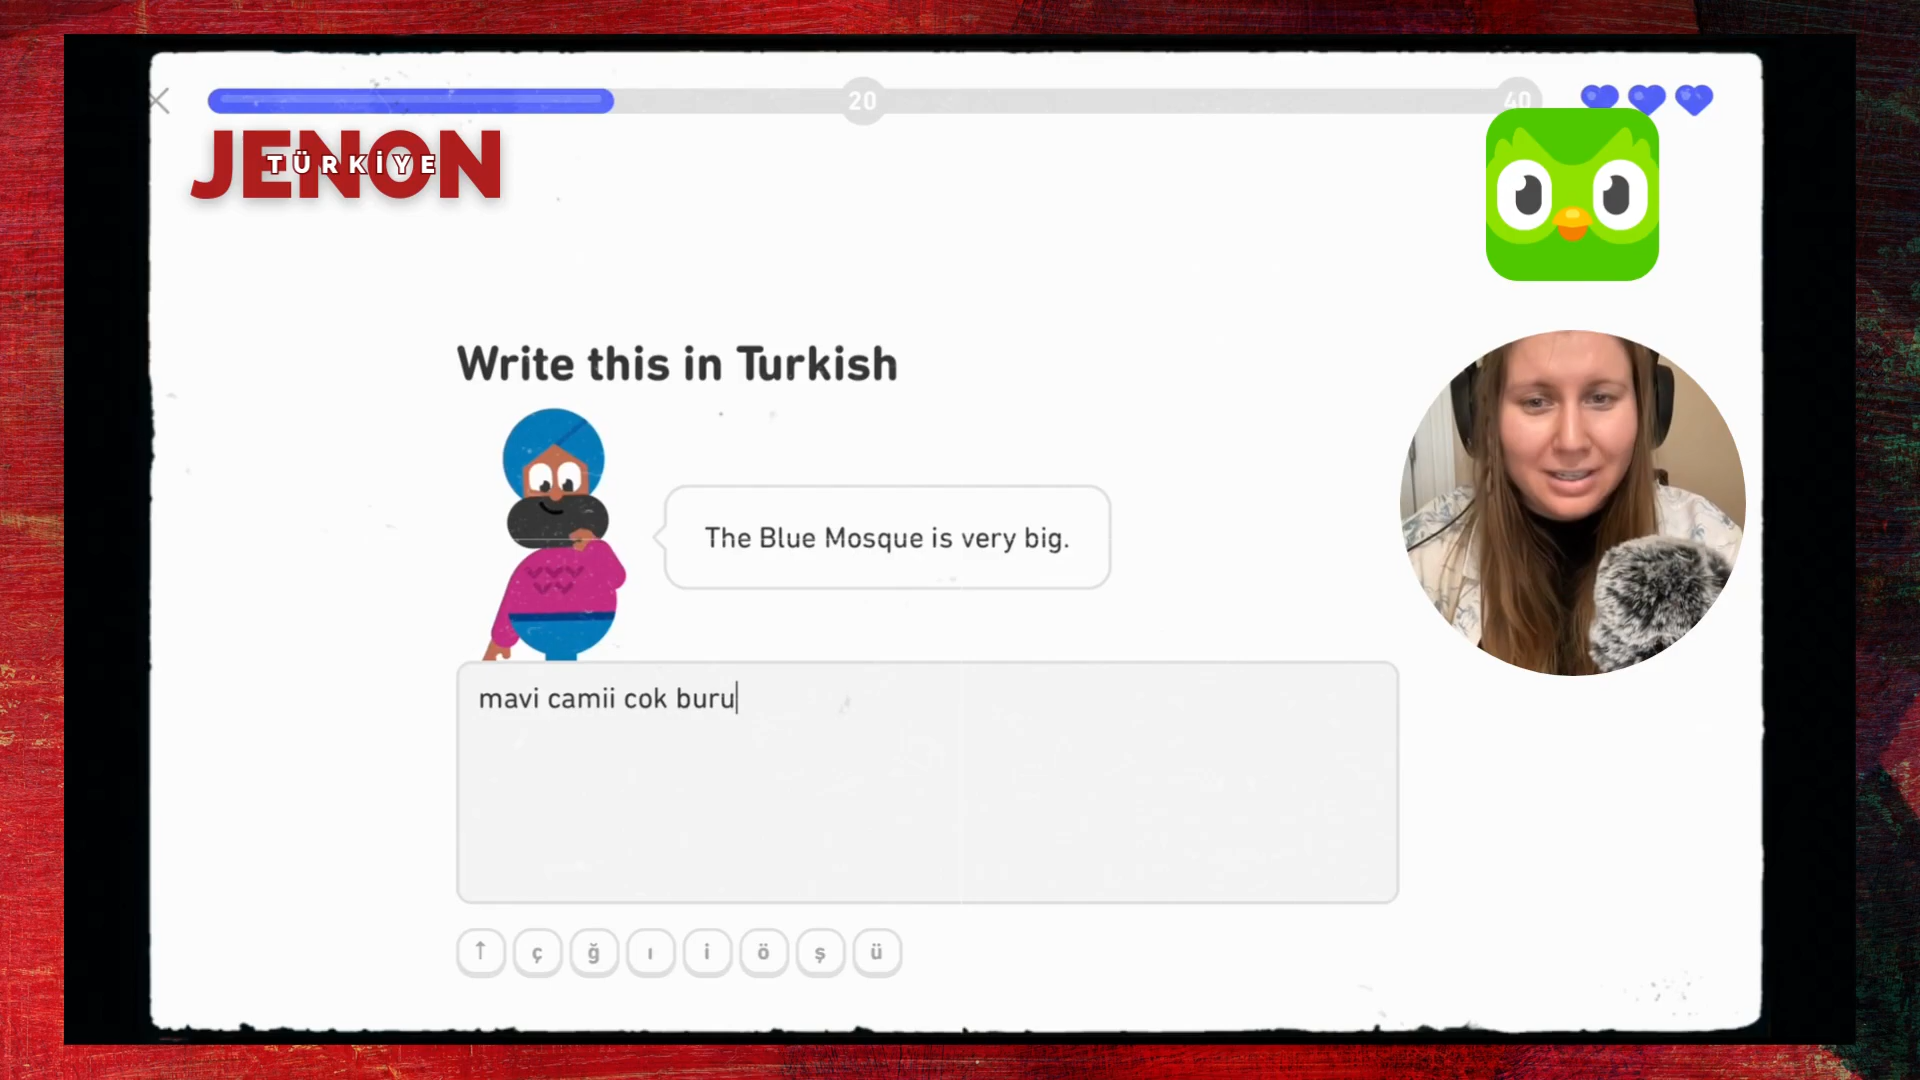 20
40
JENON
TÜRKİYE
Write this in Turkish
The Blue Mosque is very big.
mavi camii cok buru
↑ ç ğ ı i ö ş ü